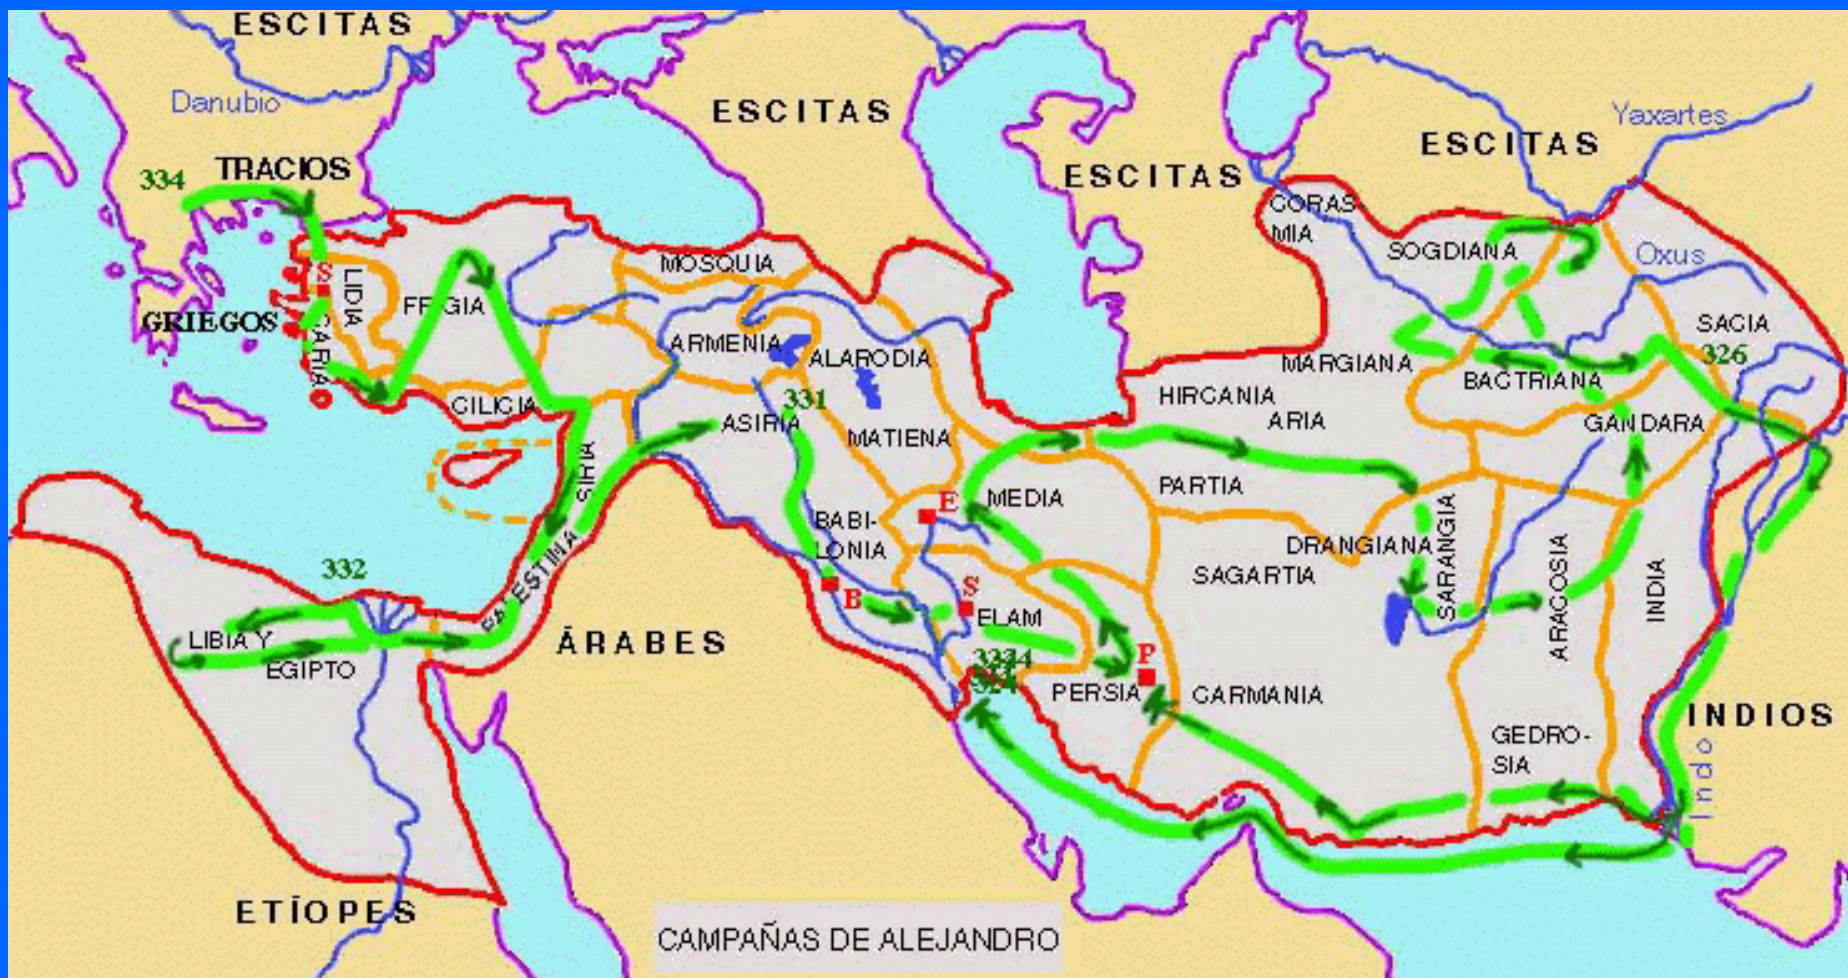 ESCITAS
Danubio
ESCITAS
Yaxartes
ESCITAS
334
TRACIOS
ESCITAS
CORAS-
MIA
SOGDIANA
Oxus
MOSQUIA
S
LIDIA
FRIGIA
GRIEGOS
CARIA
ARMENIA
ALARODIA
SACIA
326
MARGIANA
BACTRIANA
CILICIA
331
ASIRIA
HIRCANIA
ARIA
GANDARA
MATIENA
PARTIA
E
MEDIA
BABI-
LONIA
DRANGIANA
SARANGIA
ARACOSIA
INDIA
SAGARTIA
332
PALESTINA
B
S
ELAM
LIBIA Y
EGIPTO
ÁRABES
P
PERSIA
CARMANIA
324
GEDRO-
SIA
INDIOS
Indo
ETÍOPES
CAMPAÑAS DE ALEJANDRO